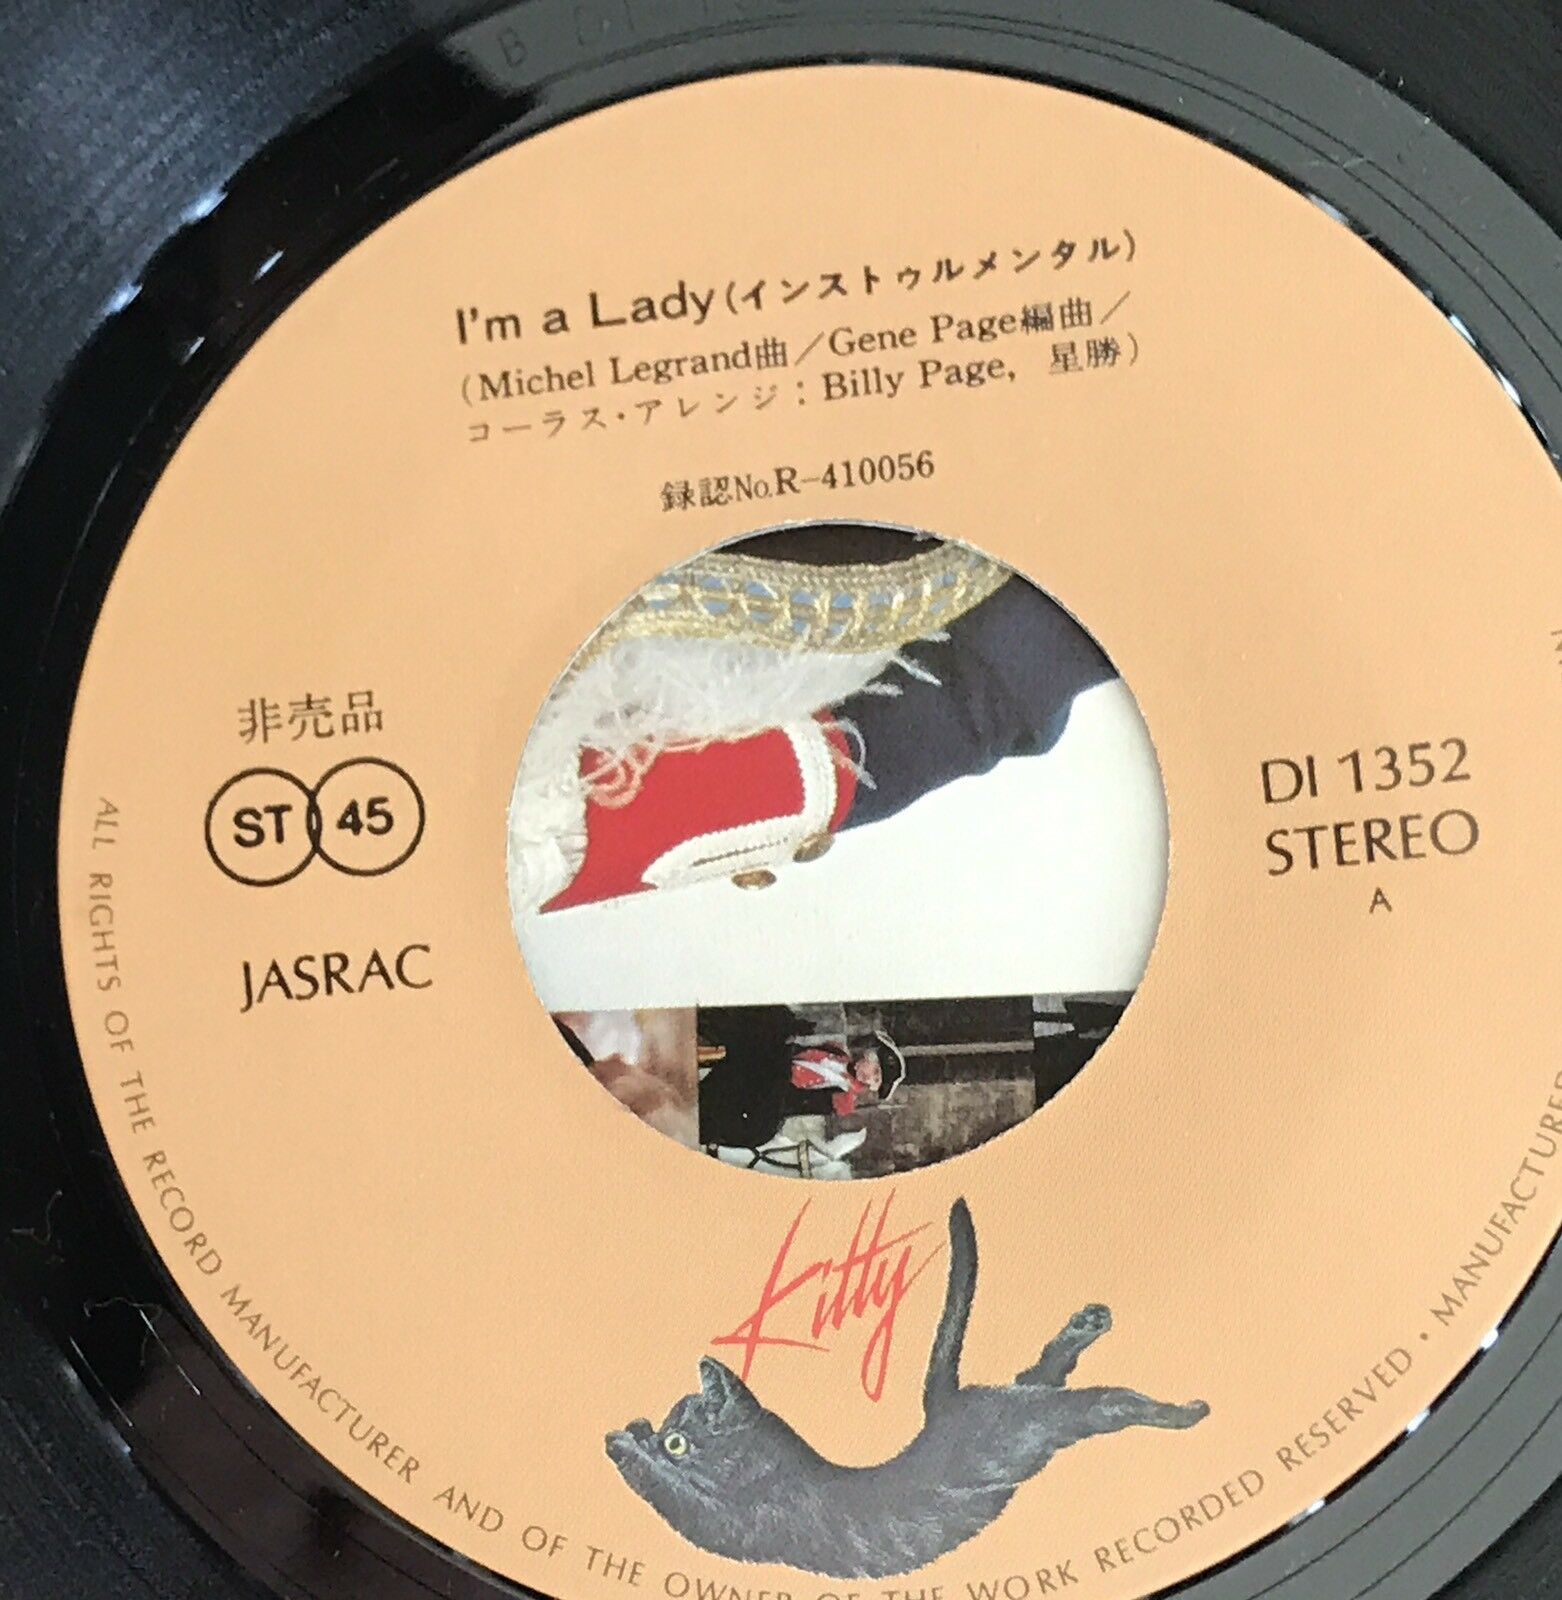 I'm a Lady(インストゥルメンタル)
(Michel Legrand曲／Gene Page編曲／
コーラス・アレンジ：Billy Page, 星勝)
録認No.R-410056
非売品
ST 45
JASRAC
DI 1352
STEREO
A
Kitty
ALL RIGHTS OF THE RECORD MANUFACTURER AND OF THE OWNER OF THE WORK RECORDED RESERVED • MANUFACTURED